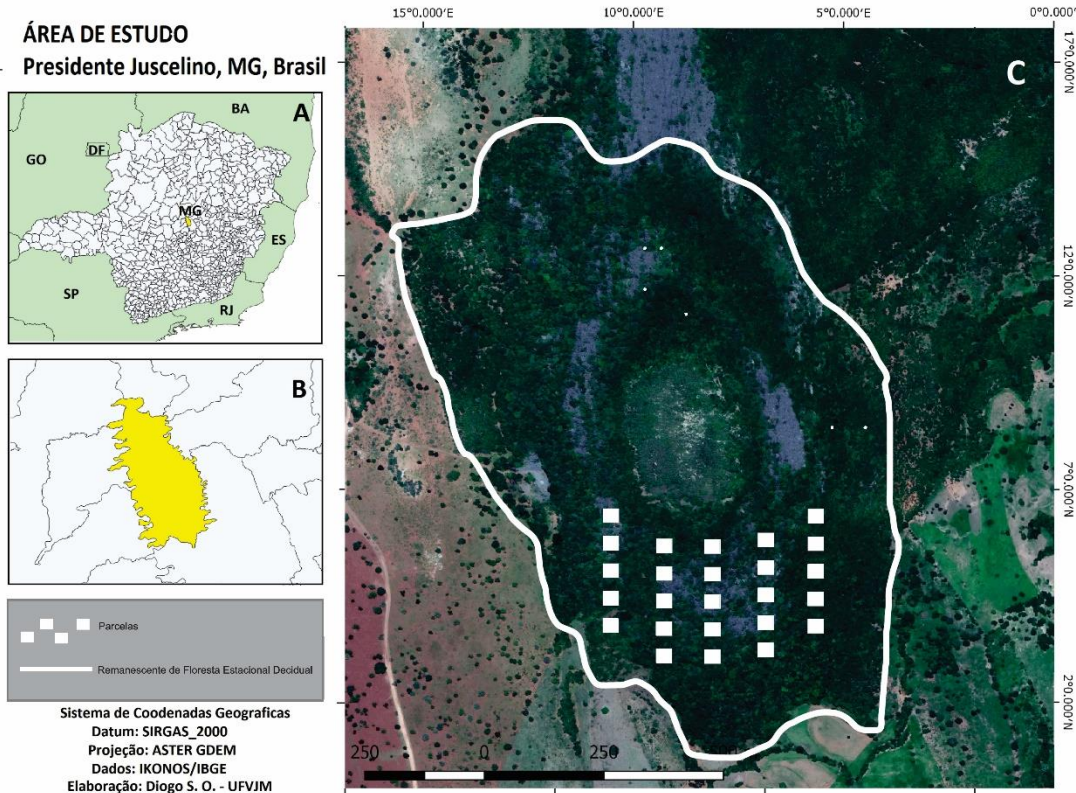 ÁREA DE ESTUDO
Presidente Juscelino, MG, Brasil
A
BA
GO
DF
MG
ES
SP
RJ
B
Parcelas
Remanescente de Floresta Estacional Decidual
Sistema de Coodenadas Geograficas
Datum: SIRGAS_2000
Projeção: ASTER GDEM
Dados: IKONOS/IBGE
Elaboração: Diogo S. O. - UFVJM
15°0.000'E 10°0.000'E 5°0.000'E 0°0.000'E
C
17°0.000'N
12°0.000'N
7°0.000'N
2°0.000'N
250 0 250